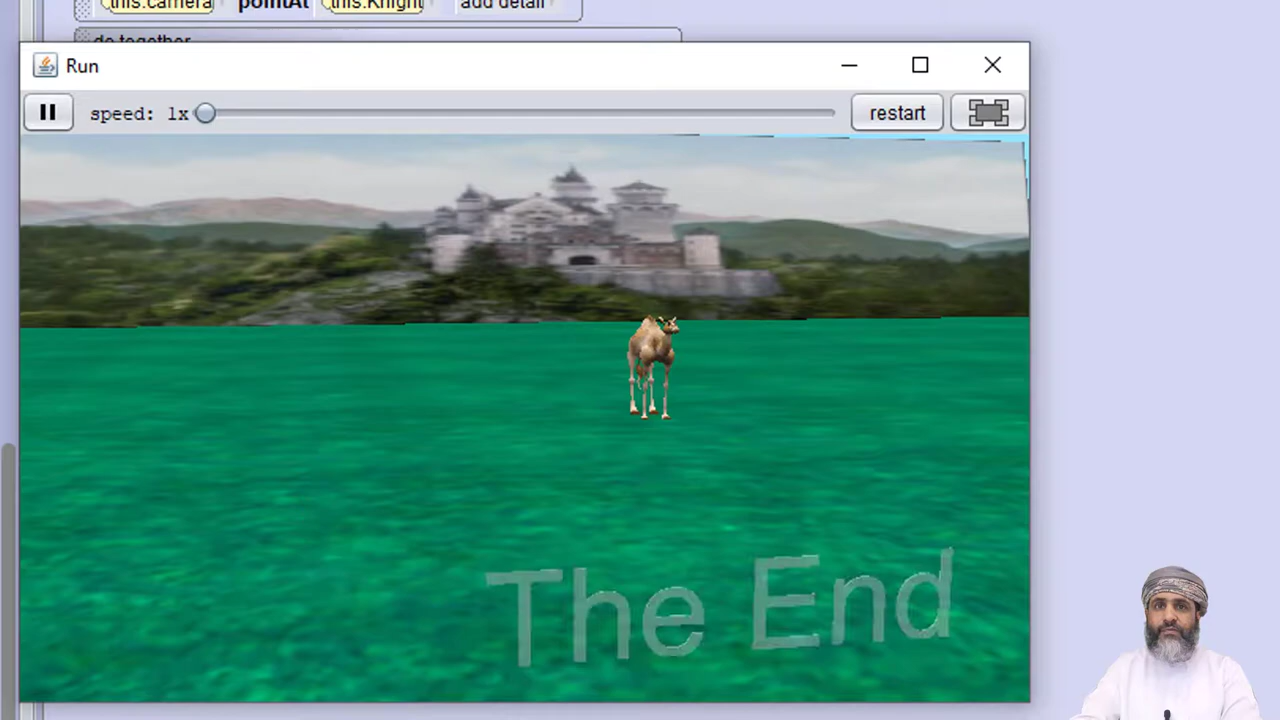 this.camera pointAt this.Knight add detail
do together
Run
speed: 1x
restart
The End